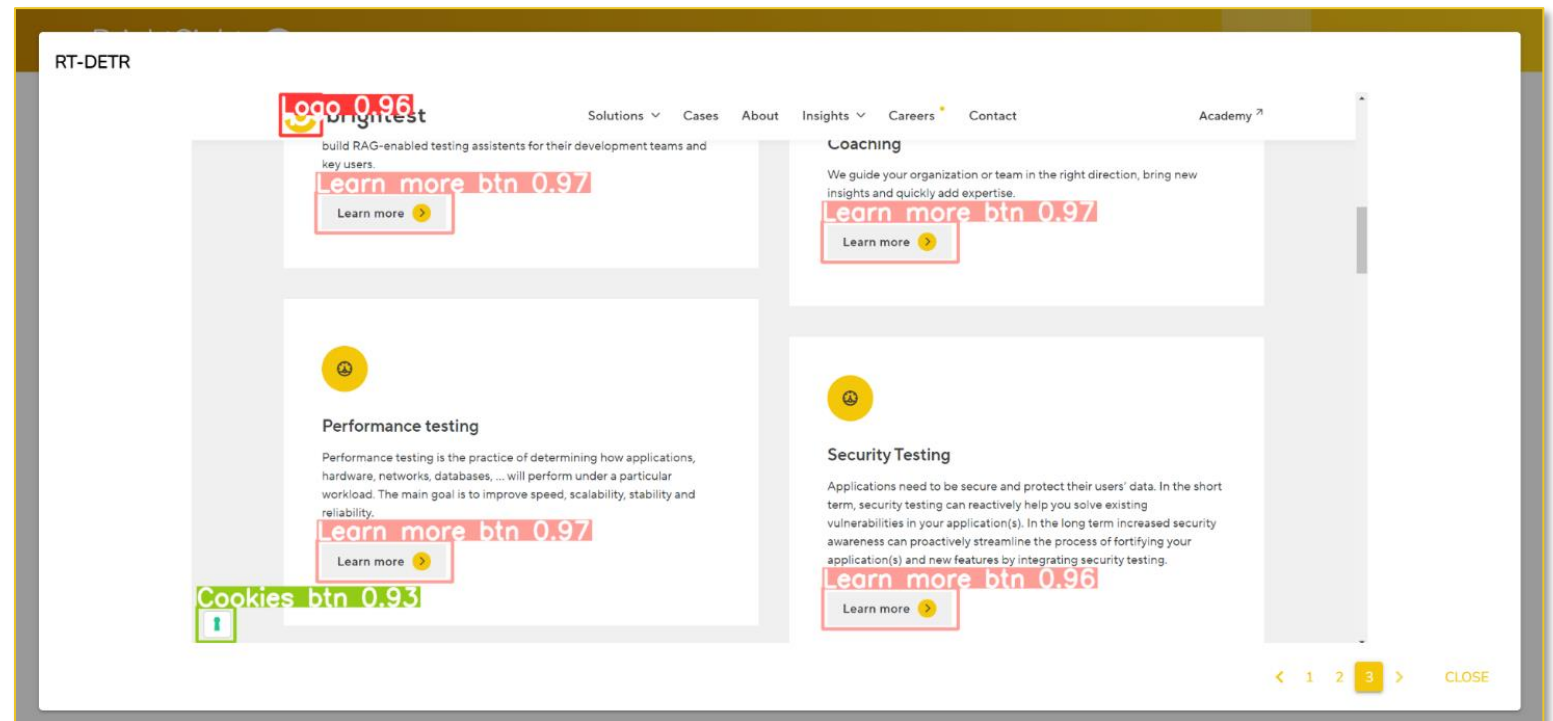 RT-DETR
Logo 0.96
brightest
Solutions
Cases
About
Insights
Careers
Contact
Academy
build RAG-enabled testing assistents for their development teams and
key users.
Learn more btn 0.97
Learn more
Coaching
We guide your organization or team in the right direction, bring new
insights and quickly add expertise.
Learn more btn 0.97
Learn more
Performance testing
Performance testing is the practice of determining how applications,
hardware, networks, databases, ... will perform under a particular
workload. The main goal is to improve speed, scalability, stability and
reliability.
Learn more btn 0.97
Learn more
Security Testing
Applications need to be secure and protect their users' data. In the short
term, security testing can reactively help you solve existing
vulnerabilities in your application(s). In the long term increased security
awareness can proactively streamline the process of fortifying your
application(s) and new features by integrating security testing.
Learn more btn 0.96
Learn more
Cookies btn 0.93
1 2 3
CLOSE